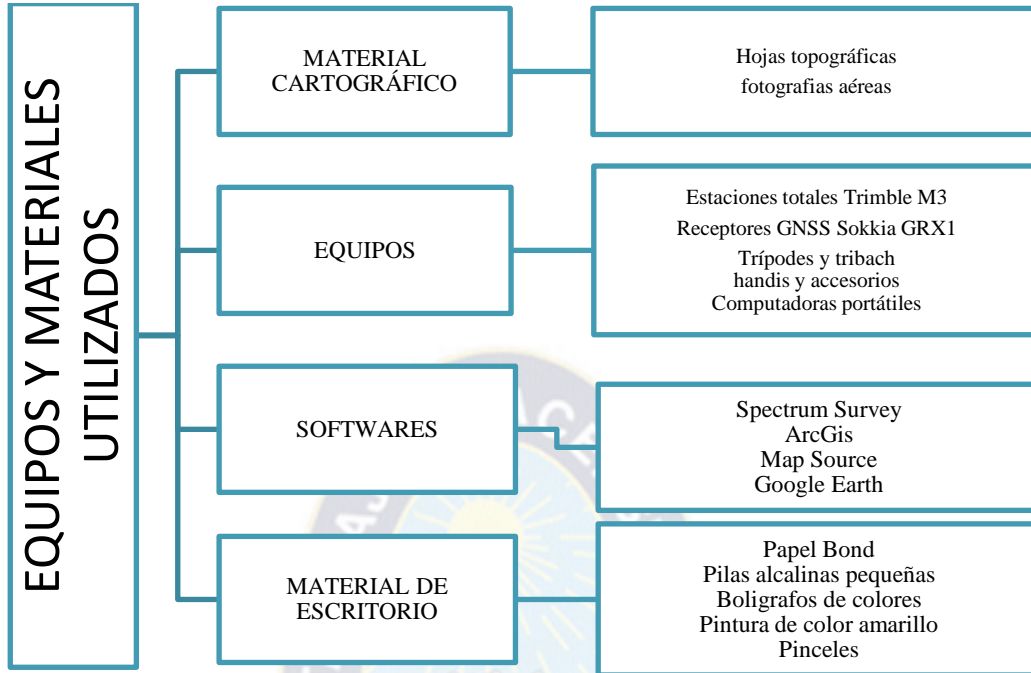 EQUIPOS Y MATERIALES
UTILIZADOS
MATERIAL
CARTOGRÁFICO
Hojas topográficas
fotografias aéreas
EQUIPOS
Estaciones totales Trimble M3
Receptores GNSS Sokkia GRX1
Trípodes y tribach
handis y accesorios
Computadoras portátiles
SOFTWARES
Spectrum Survey
ArcGis
Map Source
Google Earth
MATERIAL DE
ESCRITORIO
Papel Bond
Pilas alcalinas pequeñas
Boligrafos de colores
Pintura de color amarillo
Pinceles